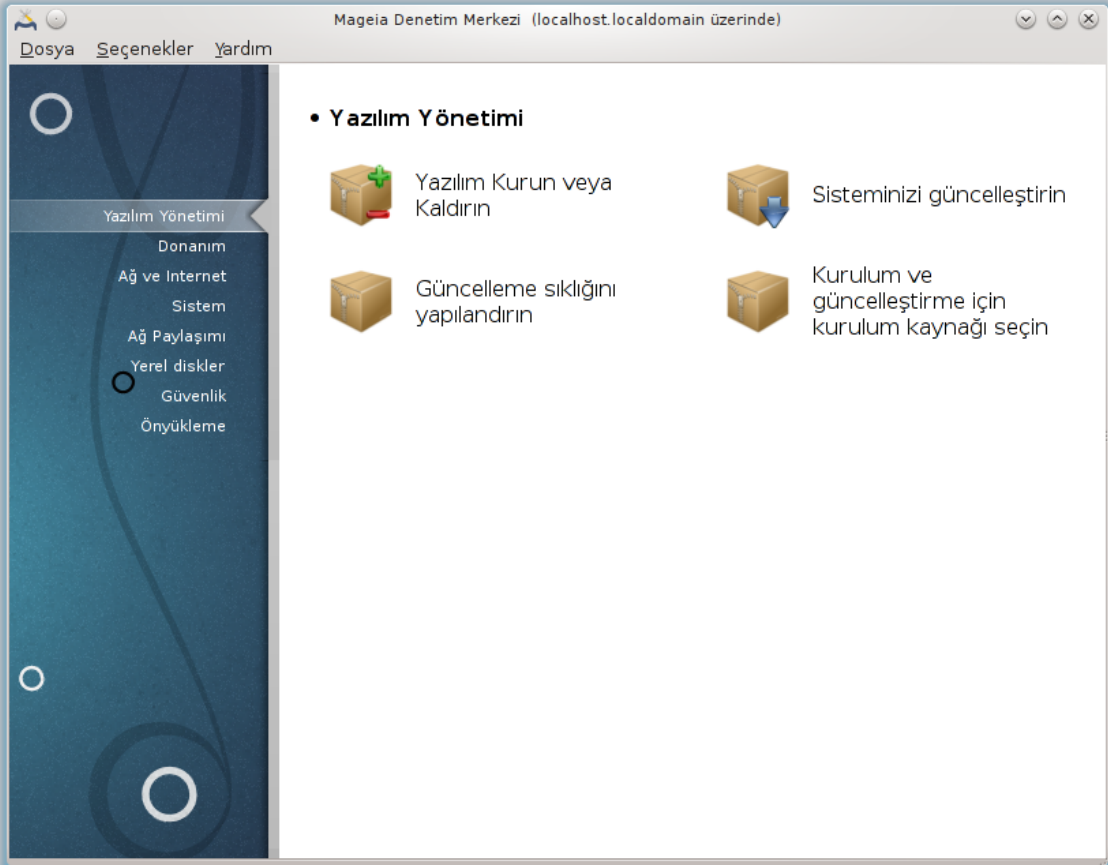 Mageia Denetim Merkezi (localhost.localdomain üzerinde)
Dosya Seçenekler Yardım
Yazılım Yönetimi
Donanım
Ağ ve Internet
Sistem
Ağ Paylaşımı
Yerel diskler
Güvenlik
Önyükleme
• Yazılım Yönetimi
Yazılım Kurun veya
Kaldırın
Sisteminizi güncelleştirin
Güncelleme sıklığını
yapılandırın
Kurulum ve
güncelleştirme için
kurulum kaynağı seçin